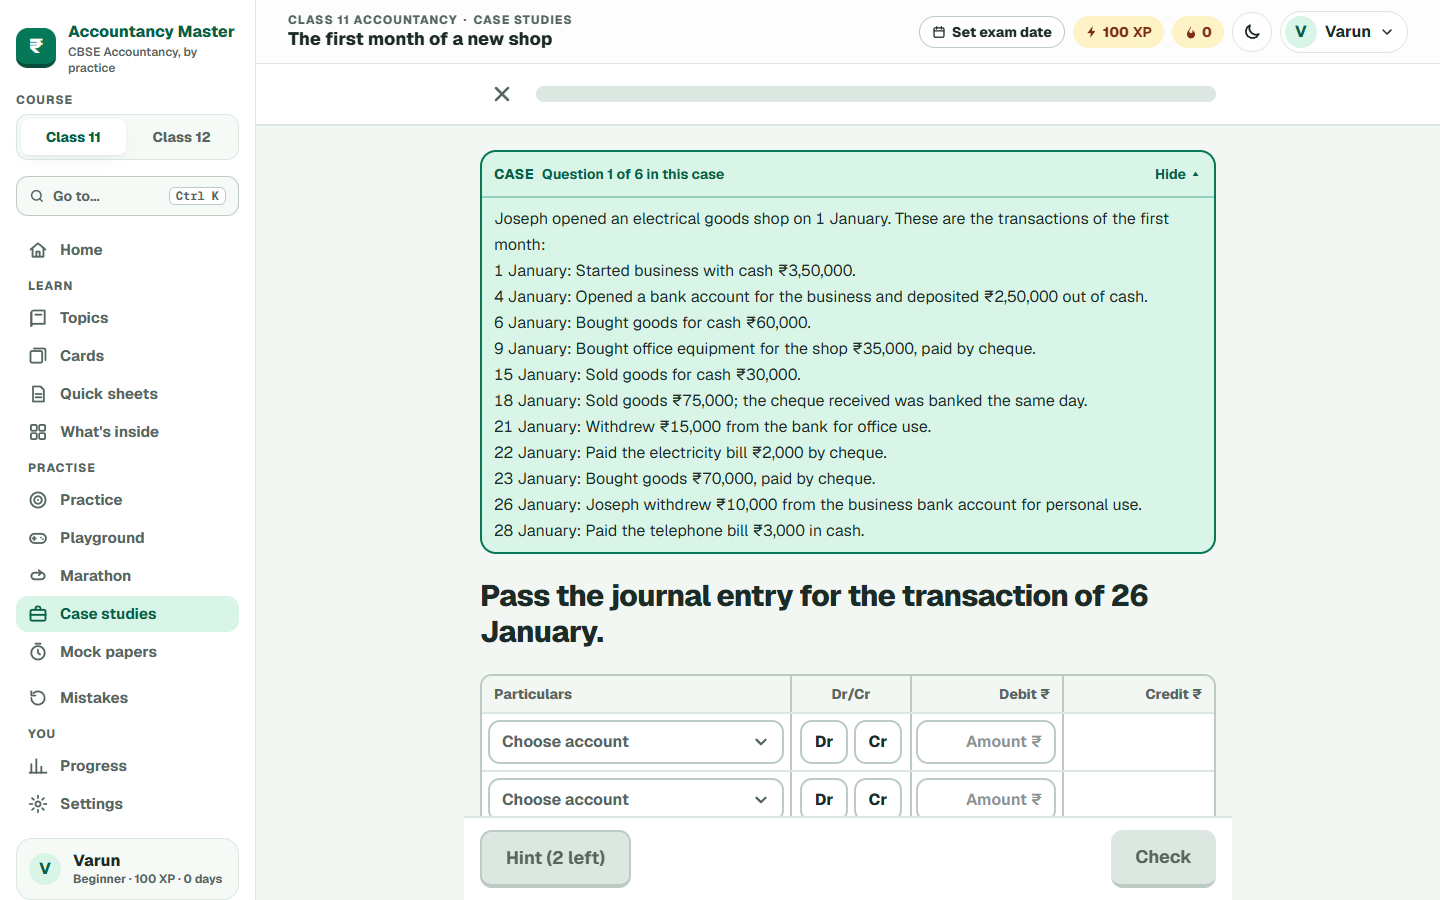 Accountancy Master
CBSE Accountancy, by
practice
COURSE
Class 11
Class 12
Go to...
Ctrl K
Home
LEARN
Topics
Cards
Quick sheets
What's inside
PRACTISE
Practice
Playground
Marathon
Case studies
Mock papers
Mistakes
YOU
Progress
Settings
V
Varun
Beginner · 100 XP · 0 days
CLASS 11 ACCOUNTANCY · CASE STUDIES
The first month of a new shop
Set exam date
100 XP
0
V
Varun
CASE Question 1 of 6 in this case
Hide
Joseph opened an electrical goods shop on 1 January. These are the transactions of the first
month:
1 January: Started business with cash ₹3,50,000.
4 January: Opened a bank account for the business and deposited ₹2,50,000 out of cash.
6 January: Bought goods for cash ₹60,000.
9 January: Bought office equipment for the shop ₹35,000, paid by cheque.
15 January: Sold goods for cash ₹30,000.
18 January: Sold goods ₹75,000; the cheque received was banked the same day.
21 January: Withdrew ₹15,000 from the bank for office use.
22 January: Paid the electricity bill ₹2,000 by cheque.
23 January: Bought goods ₹70,000, paid by cheque.
26 January: Joseph withdrew ₹10,000 from the business bank account for personal use.
28 January: Paid the telephone bill ₹3,000 in cash.
Pass the journal entry for the transaction of 26
January.
Particulars Dr/Cr Debit ₹ Credit ₹
Choose account Dr Cr Amount ₹
Choose account Dr Cr Amount ₹
Hint (2 left)
Check